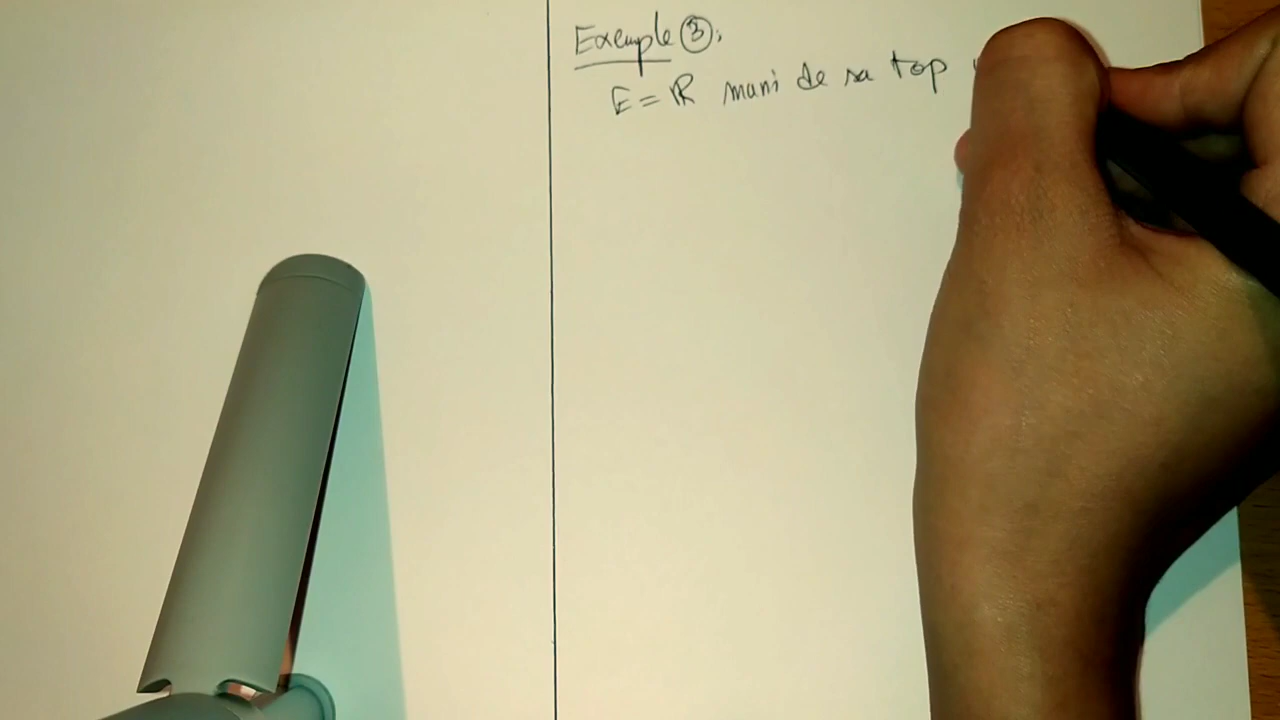 Exemple ③:
E = ℝ muni de sa top